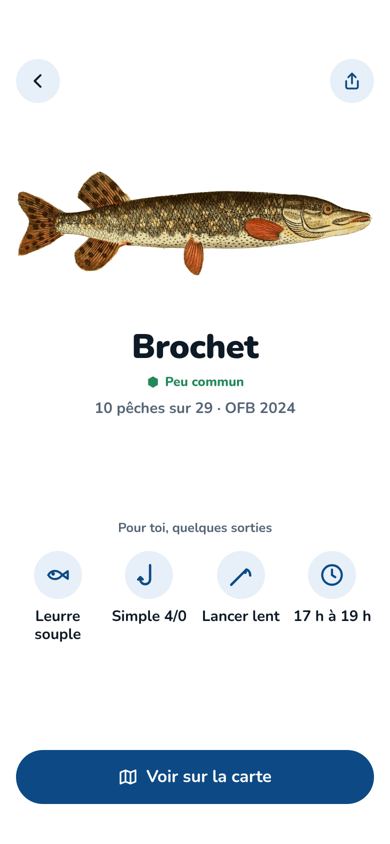 Brochet
Peu commun
10 pêches sur 29 · OFB 2024
Pour toi, quelques sorties
Leurre
souple
Simple 4/0
Lancer lent
17 h à 19 h
Voir sur la carte